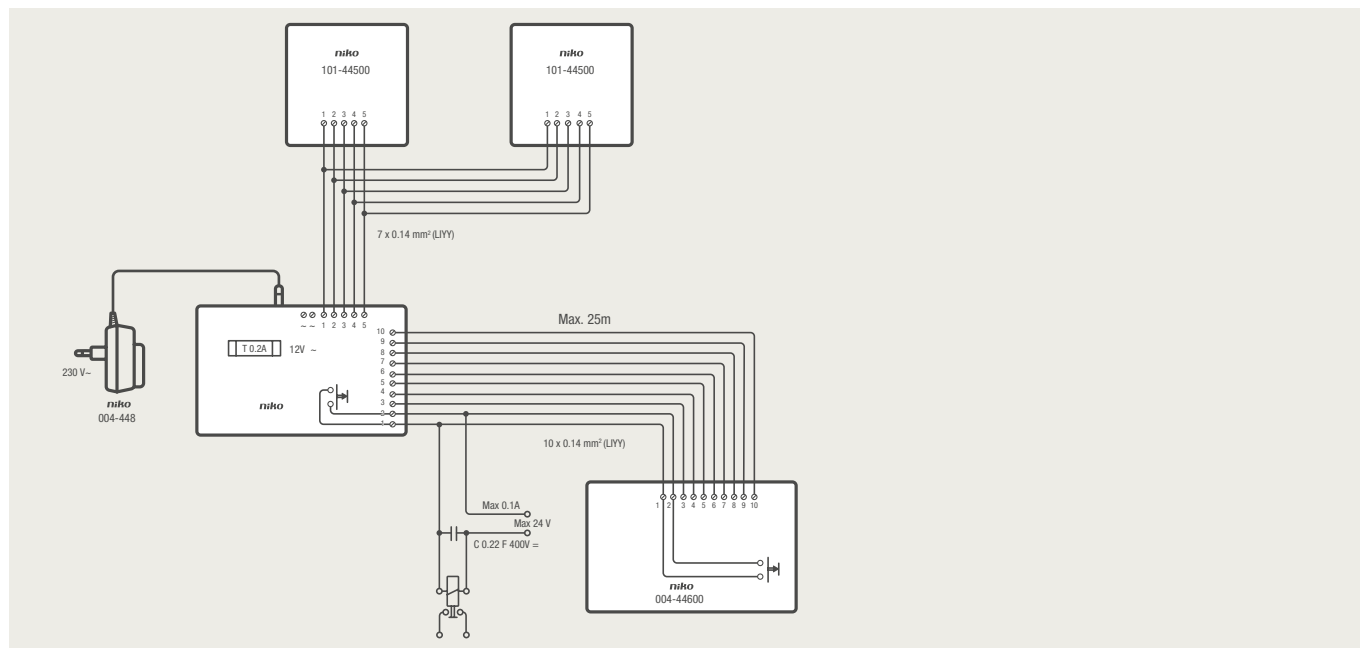 niko
101-44500
1 2 3 4 5
niko
101-44500
1 2 3 4 5
7 x 0.14 mm² (LIYY)
~ ~ 1 2 3 4 5
T 0.2A
12V ~
niko
10
9
8
7
6
5
4
3
2
1
230 V~
niko
004-448
Max. 25m
10 x 0.14 mm² (LIYY)
Max 0.1A
Max 24 V
C 0.22 F 400V =
1 2 3 4 5 6 7 8 9 10
niko
004-44600